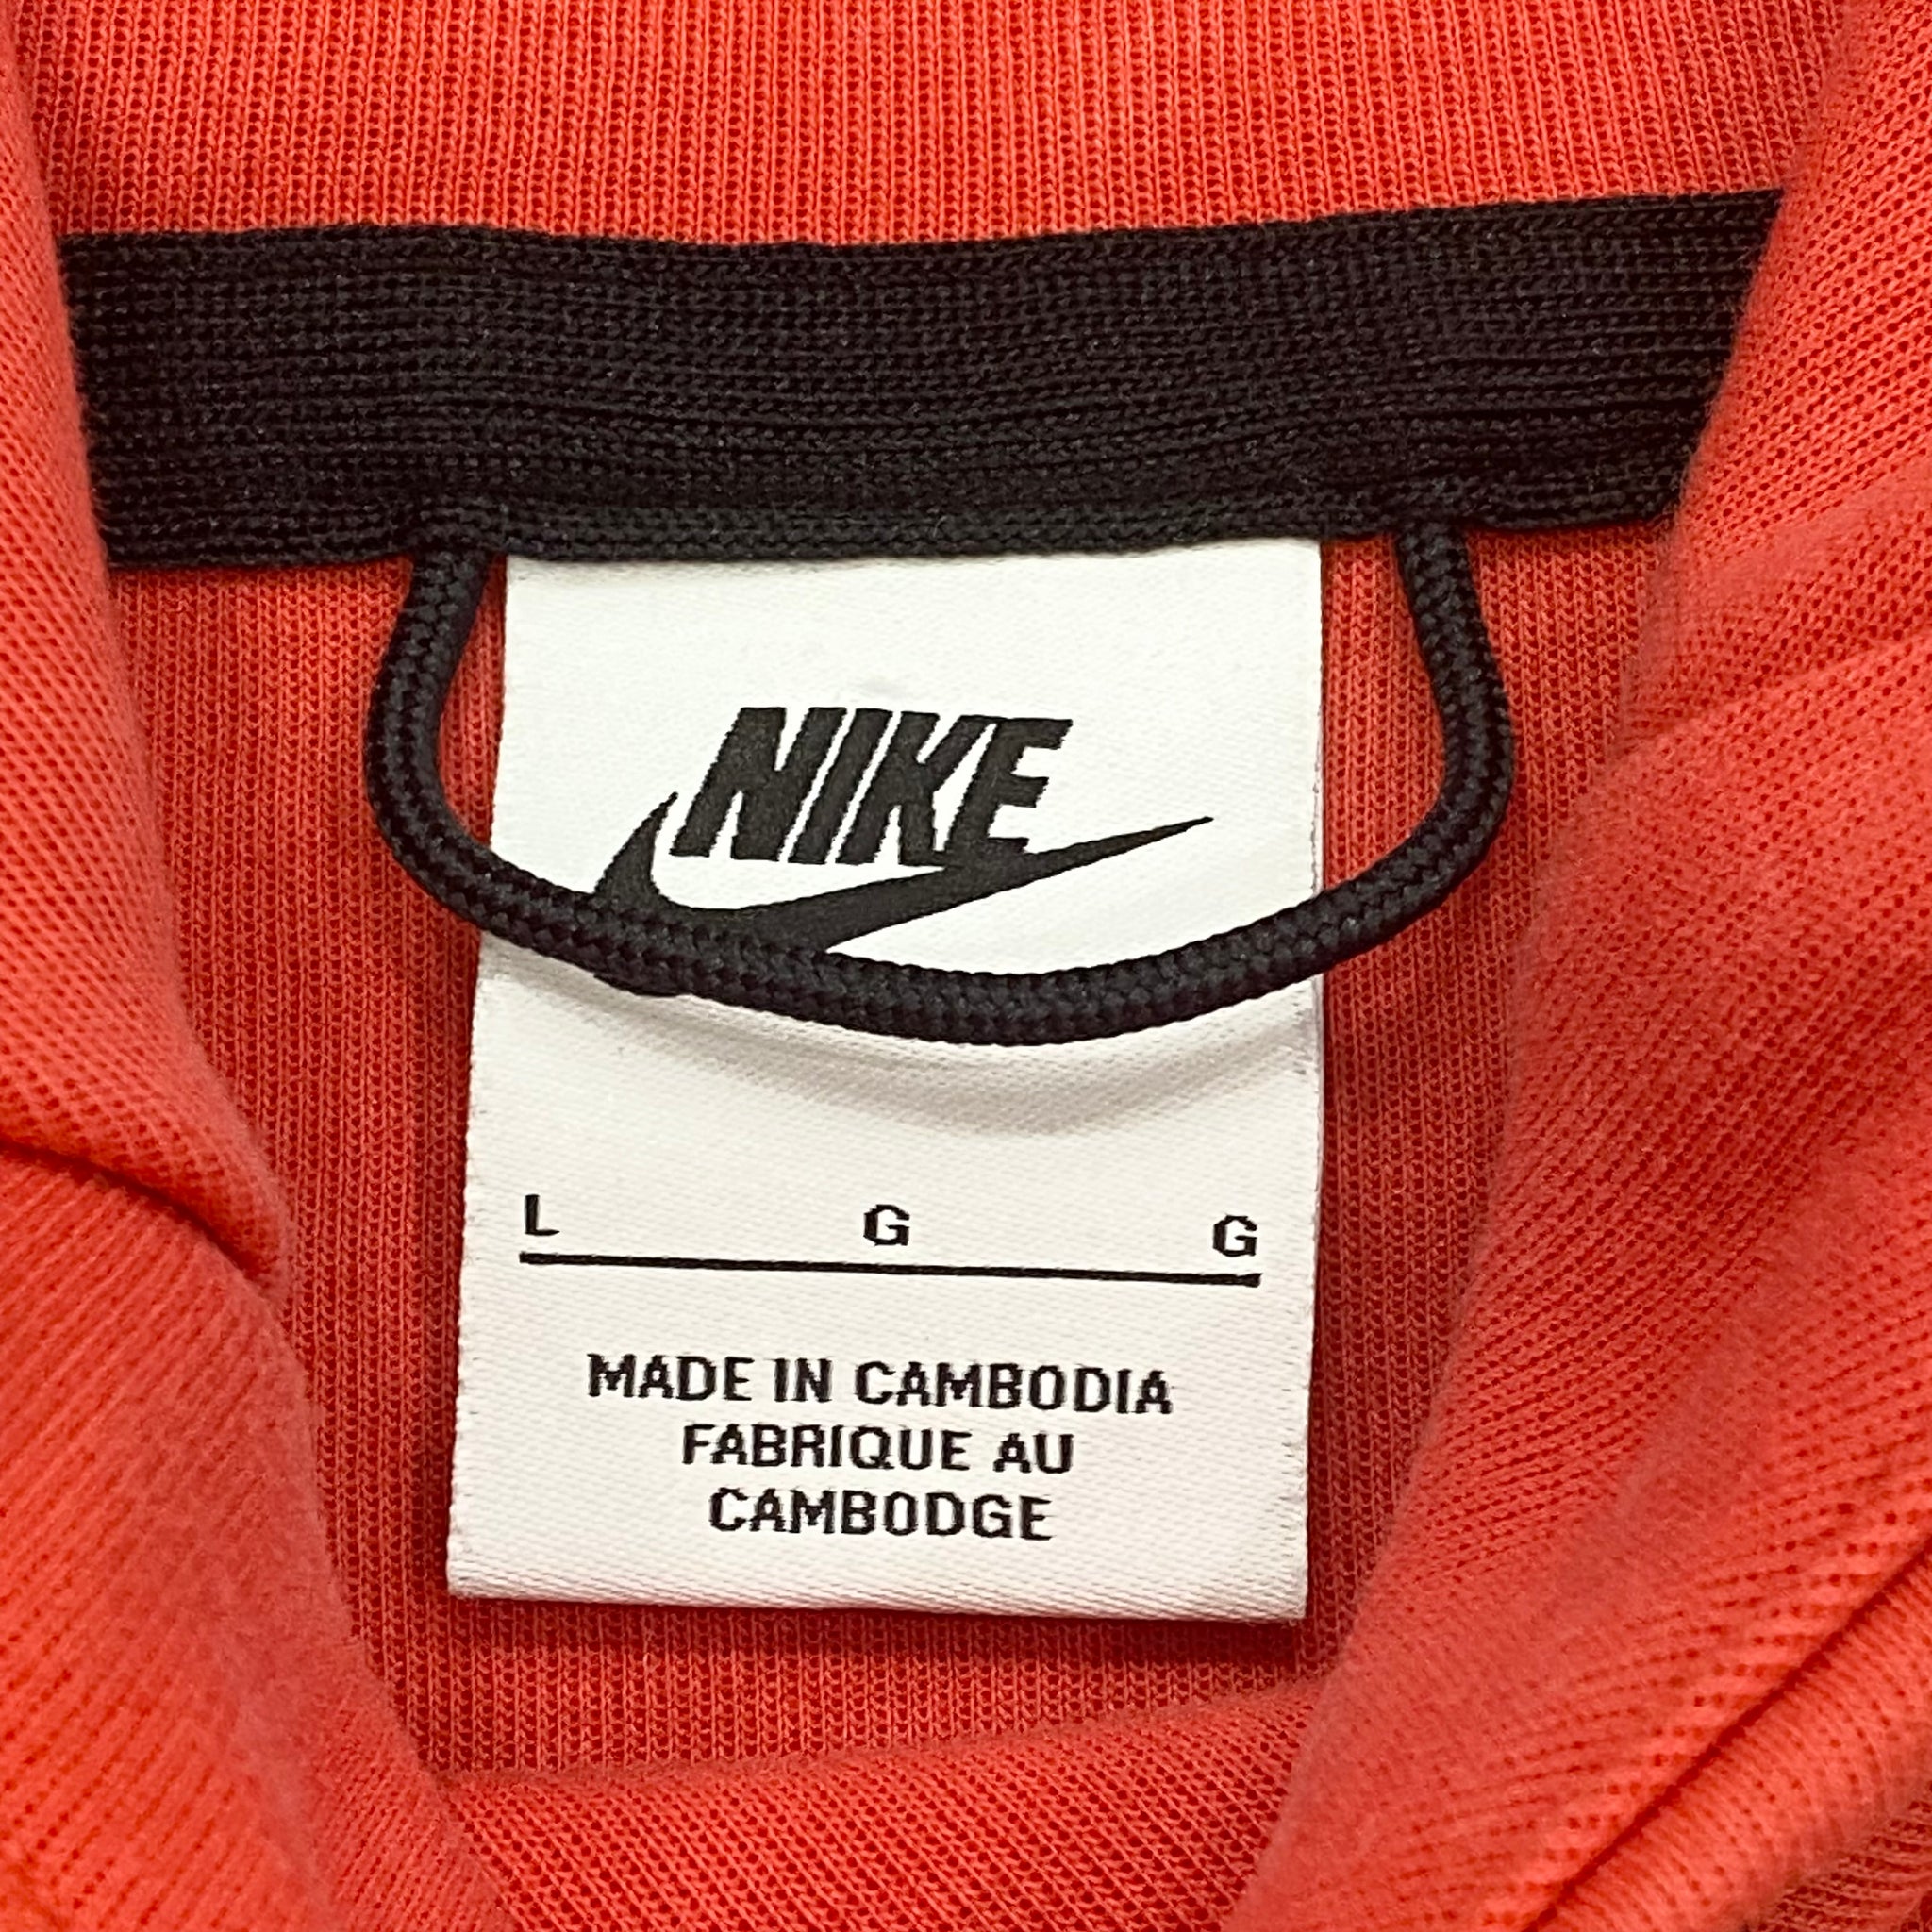 NIKE
L G G
MADE IN CAMBODIA
FABRIQUE AU
CAMBODGE